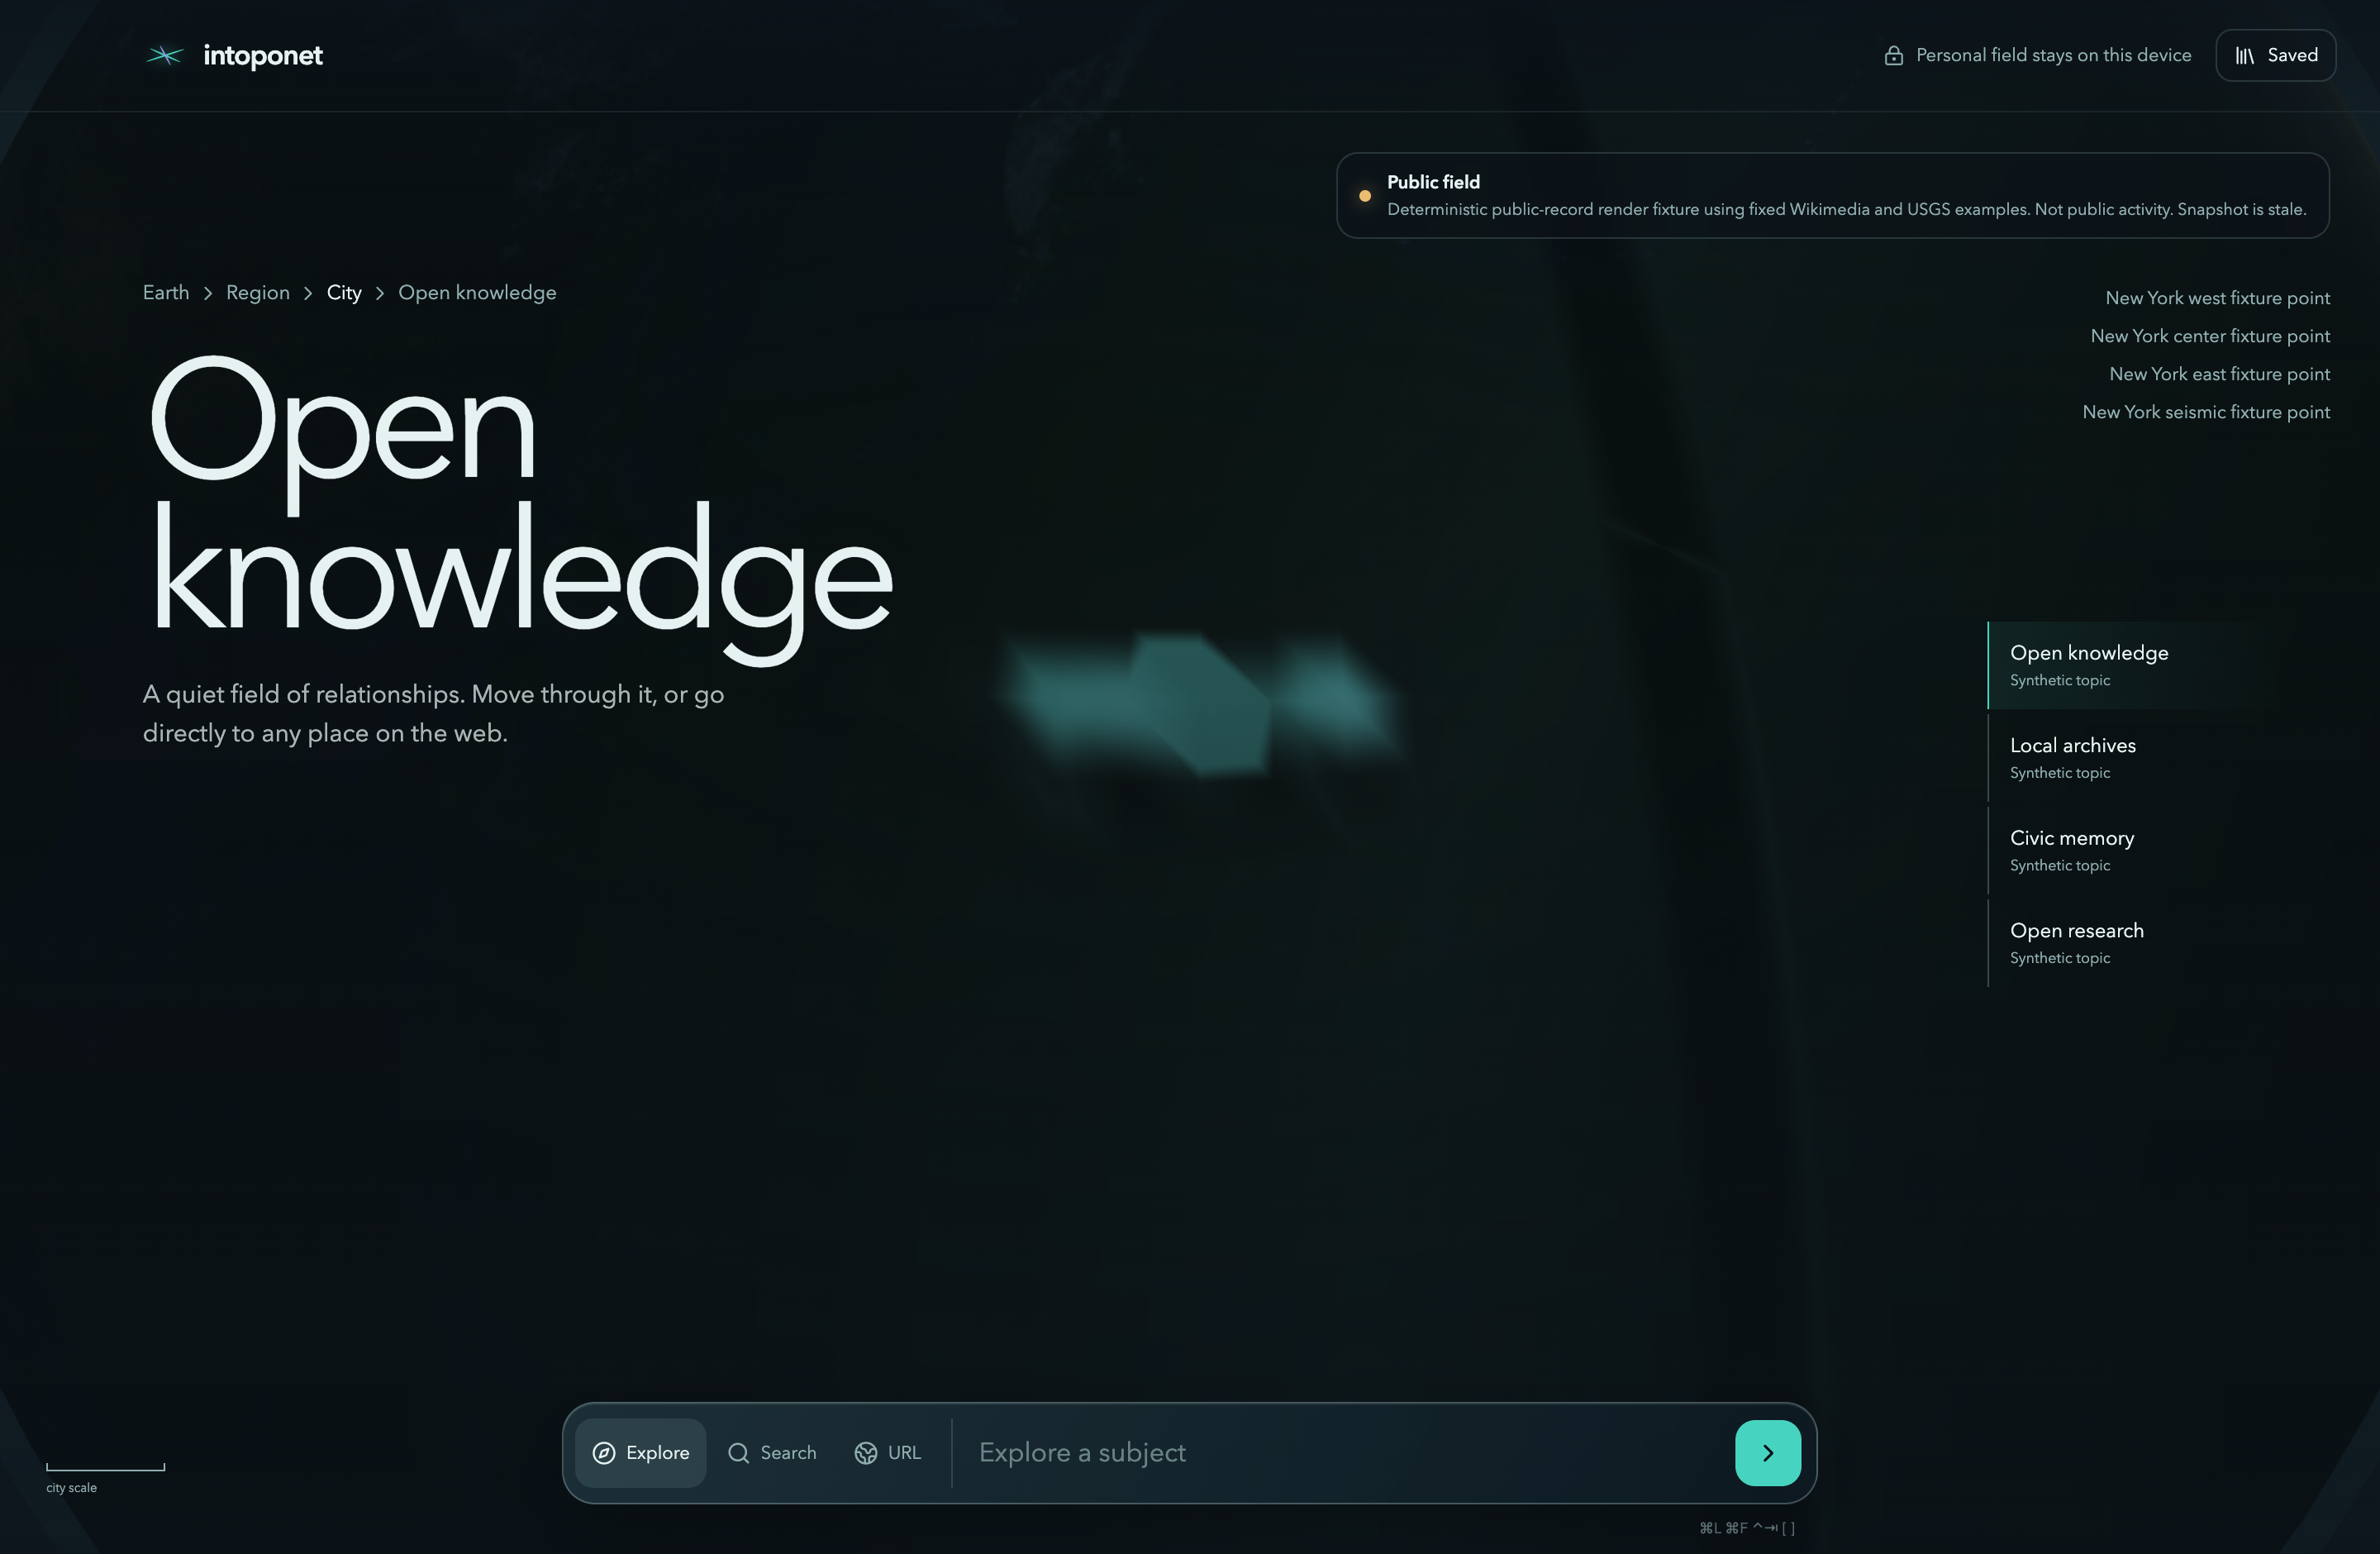 intoponet
Personal field stays on this device
Saved
Public field
Deterministic public-record render fixture using fixed Wikimedia and USGS examples. Not public activity. Snapshot is stale.
Earth > Region > City > Open knowledge
New York west fixture point
New York center fixture point
New York east fixture point
New York seismic fixture point
Open
knowledge
A quiet field of relationships. Move through it, or go
directly to any place on the web.
Open knowledge
Synthetic topic
Local archives
Synthetic topic
Civic memory
Synthetic topic
Open research
Synthetic topic
Explore
Search
URL
Explore a subject
city scale
⌘L ⌘F ^⇥ [ ]